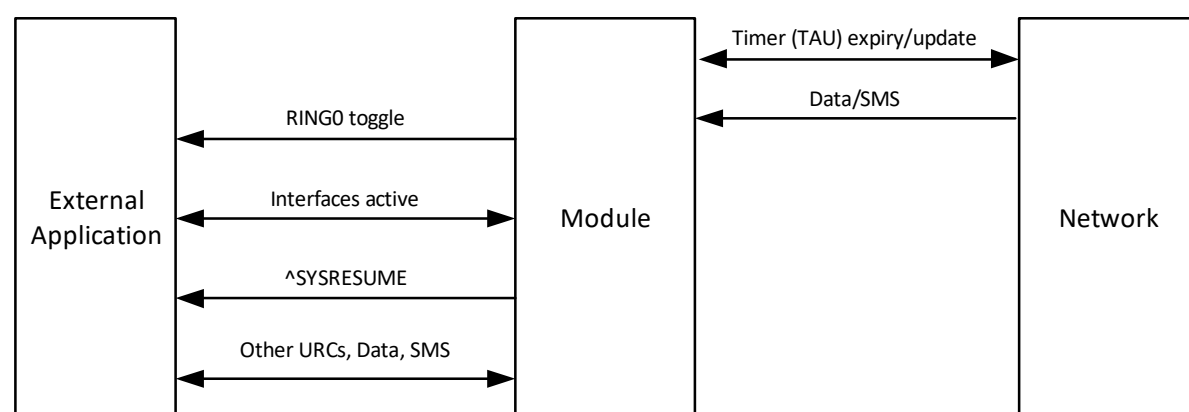 Timer (TAU) expiry/update
Data/SMS
RING0 toggle
Interfaces active
External
Application
Module
Network
^SYSRESUME
Other URCs, Data, SMS